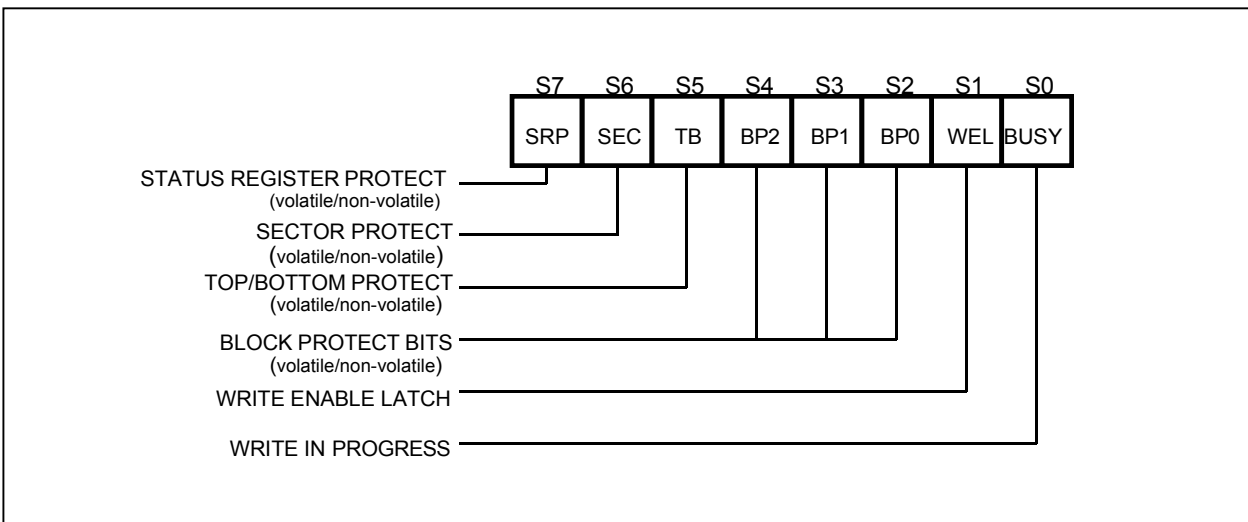 S7 S6 S5 S4 S3 S2 S1 S0
SRP SEC TB BP2 BP1 BP0 WEL BUSY
STATUS REGISTER PROTECT
(volatile/non-volatile)
SECTOR PROTECT
(volatile/non-volatile)
TOP/BOTTOM PROTECT
(volatile/non-volatile)
BLOCK PROTECT BITS
(volatile/non-volatile)
WRITE ENABLE LATCH
WRITE IN PROGRESS